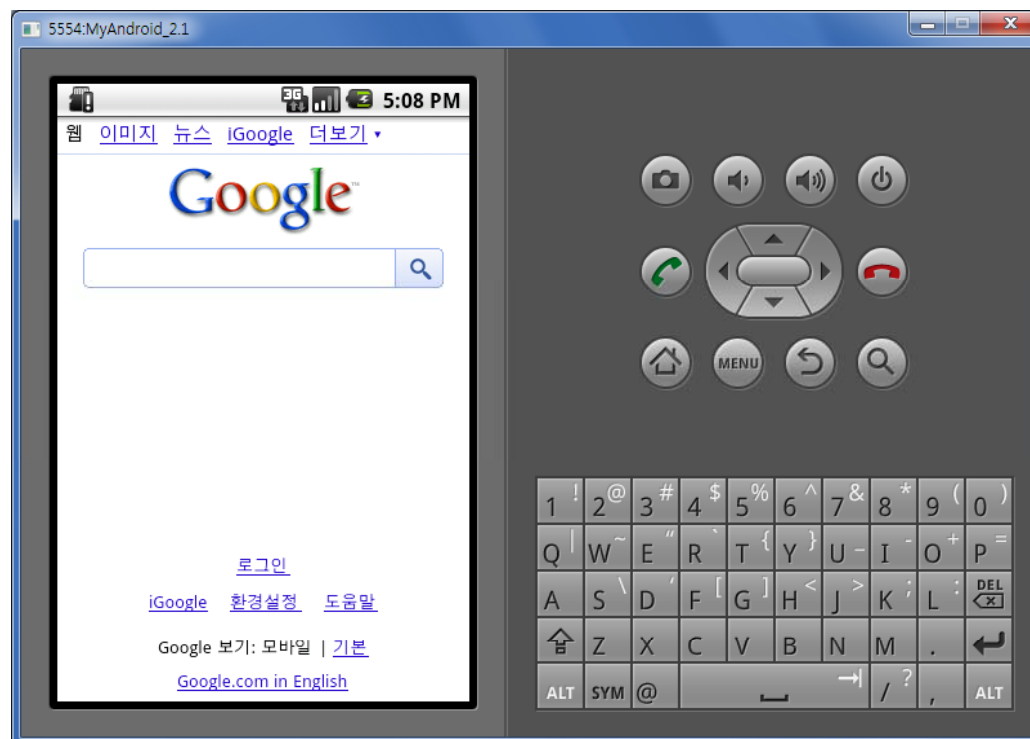 5554:MyAndroid_2.1
3G 5:08 PM
웹 이미지 뉴스 iGoogle 더보기 ▾
Google™
MENU
1 ! 2 @ 3 # 4 $ 5 % 6 ^ 7 & 8 * 9 ( 0 )
Q | W ~ E " R ` T { Y } U _ I - O + P =
A S \ D ' F [ G ] H < J > K ; L : DEL
Z X C V B N M .
ALT SYM @ / ? , ALT
로그인
iGoogle 환경설정 도움말
Google 보기: 모바일 | 기본
Google.com in English